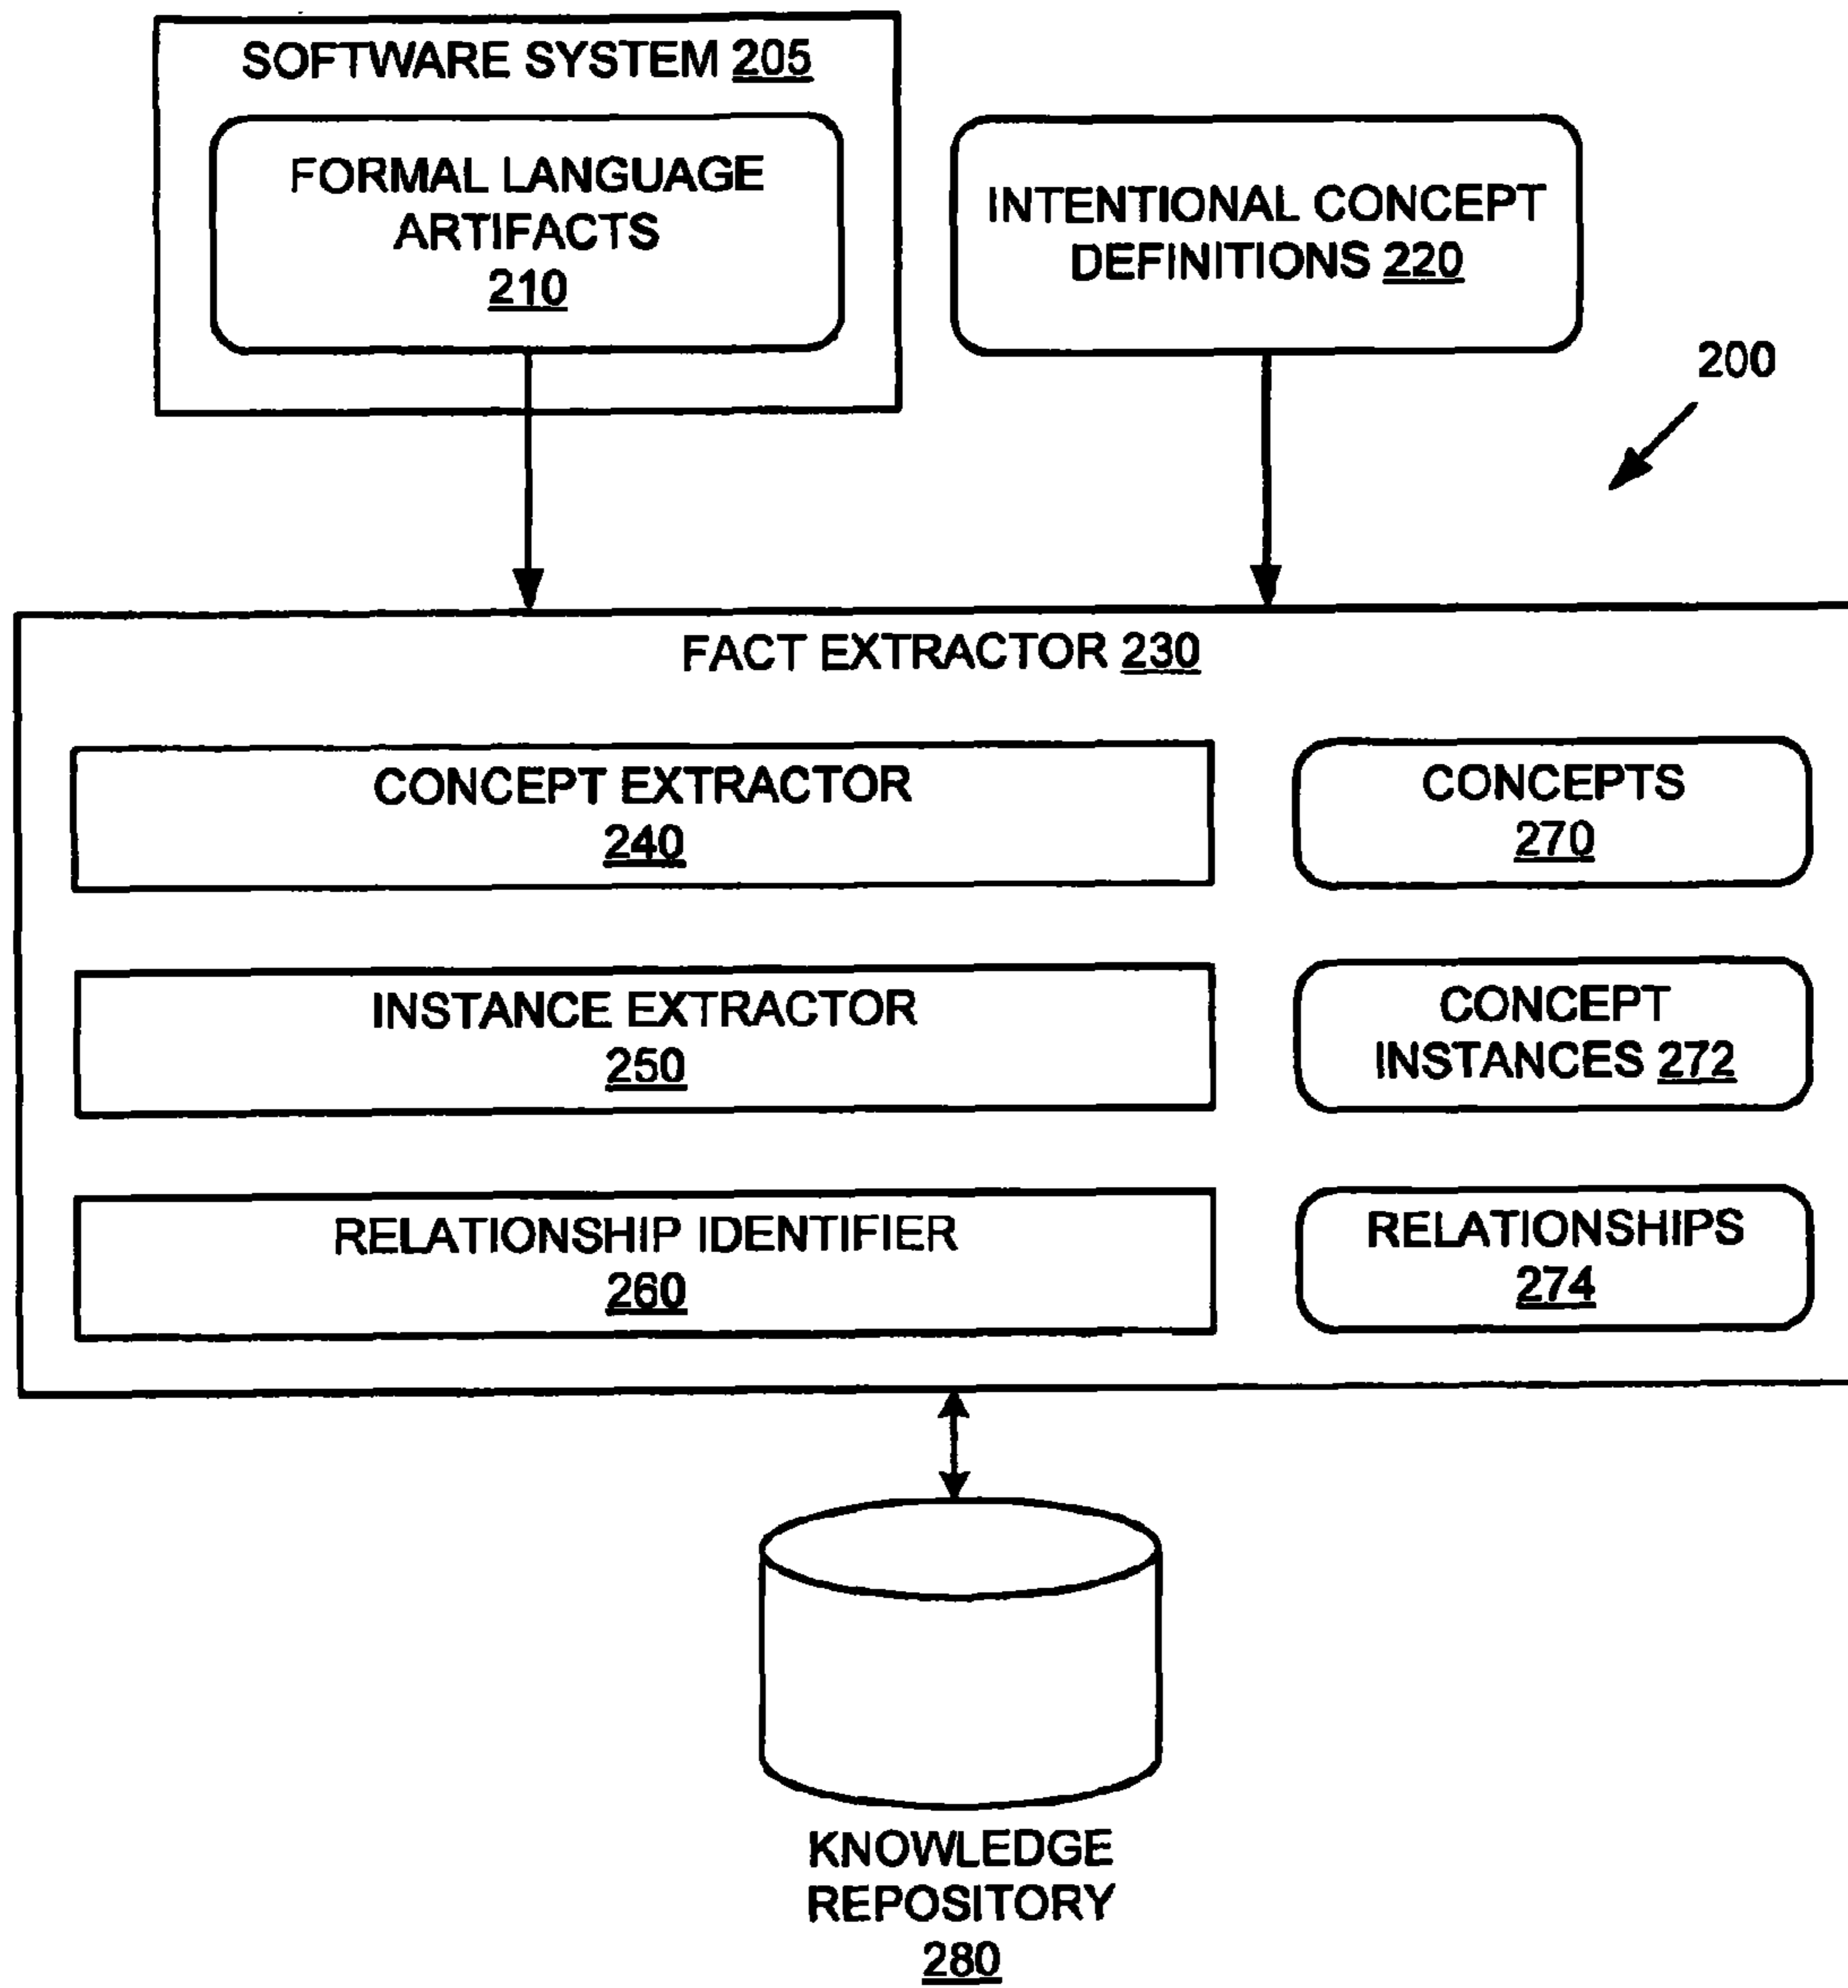 SOFTWARE SYSTEM 205
FORMAL LANGUAGE
ARTIFACTS
210
INTENTIONAL CONCEPT
DEFINITIONS 220
200
FACT EXTRACTOR 230
CONCEPT EXTRACTOR
240
CONCEPTS
270
INSTANCE EXTRACTOR
250
CONCEPT
INSTANCES 272
RELATIONSHIP IDENTIFIER
260
RELATIONSHIPS
274
KNOWLEDGE
REPOSITORY
280